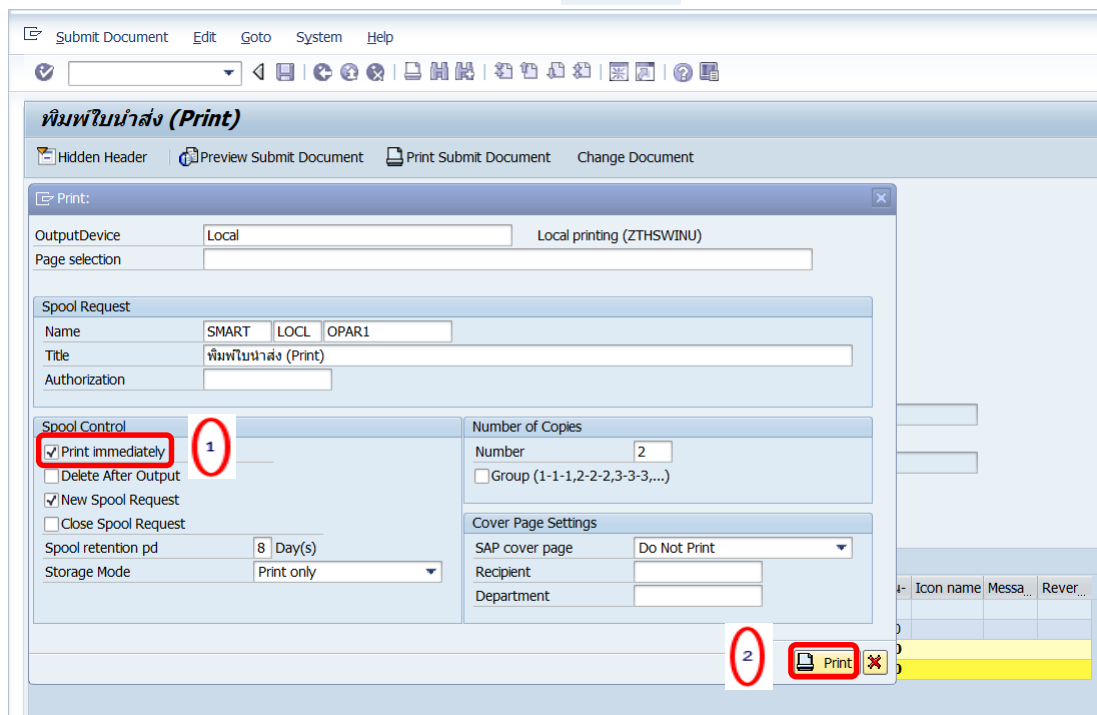 Submit Document Edit Goto System Help
พิมพ์ใบนำส่ง (Print)
Hidden Header Preview Submit Document Print Submit Document Change Document
Print:
OutputDevice Local Local printing (ZTHSWINU)
Page selection
Spool Request
Name SMART LOCL OPAR1
Title พิมพ์ใบนำส่ง (Print)
Authorization
Spool Control Number of Copies
Print immediately 1 Number 2
Delete After Output Group (1-1-1,2-2-2,3-3-3,...)
New Spool Request
Close Spool Request Cover Page Settings
Spool retention pd 8 Day(s) SAP cover page Do Not Print
Storage Mode Print only Recipient
Department
Icon name Messa... Rever...
2 Print